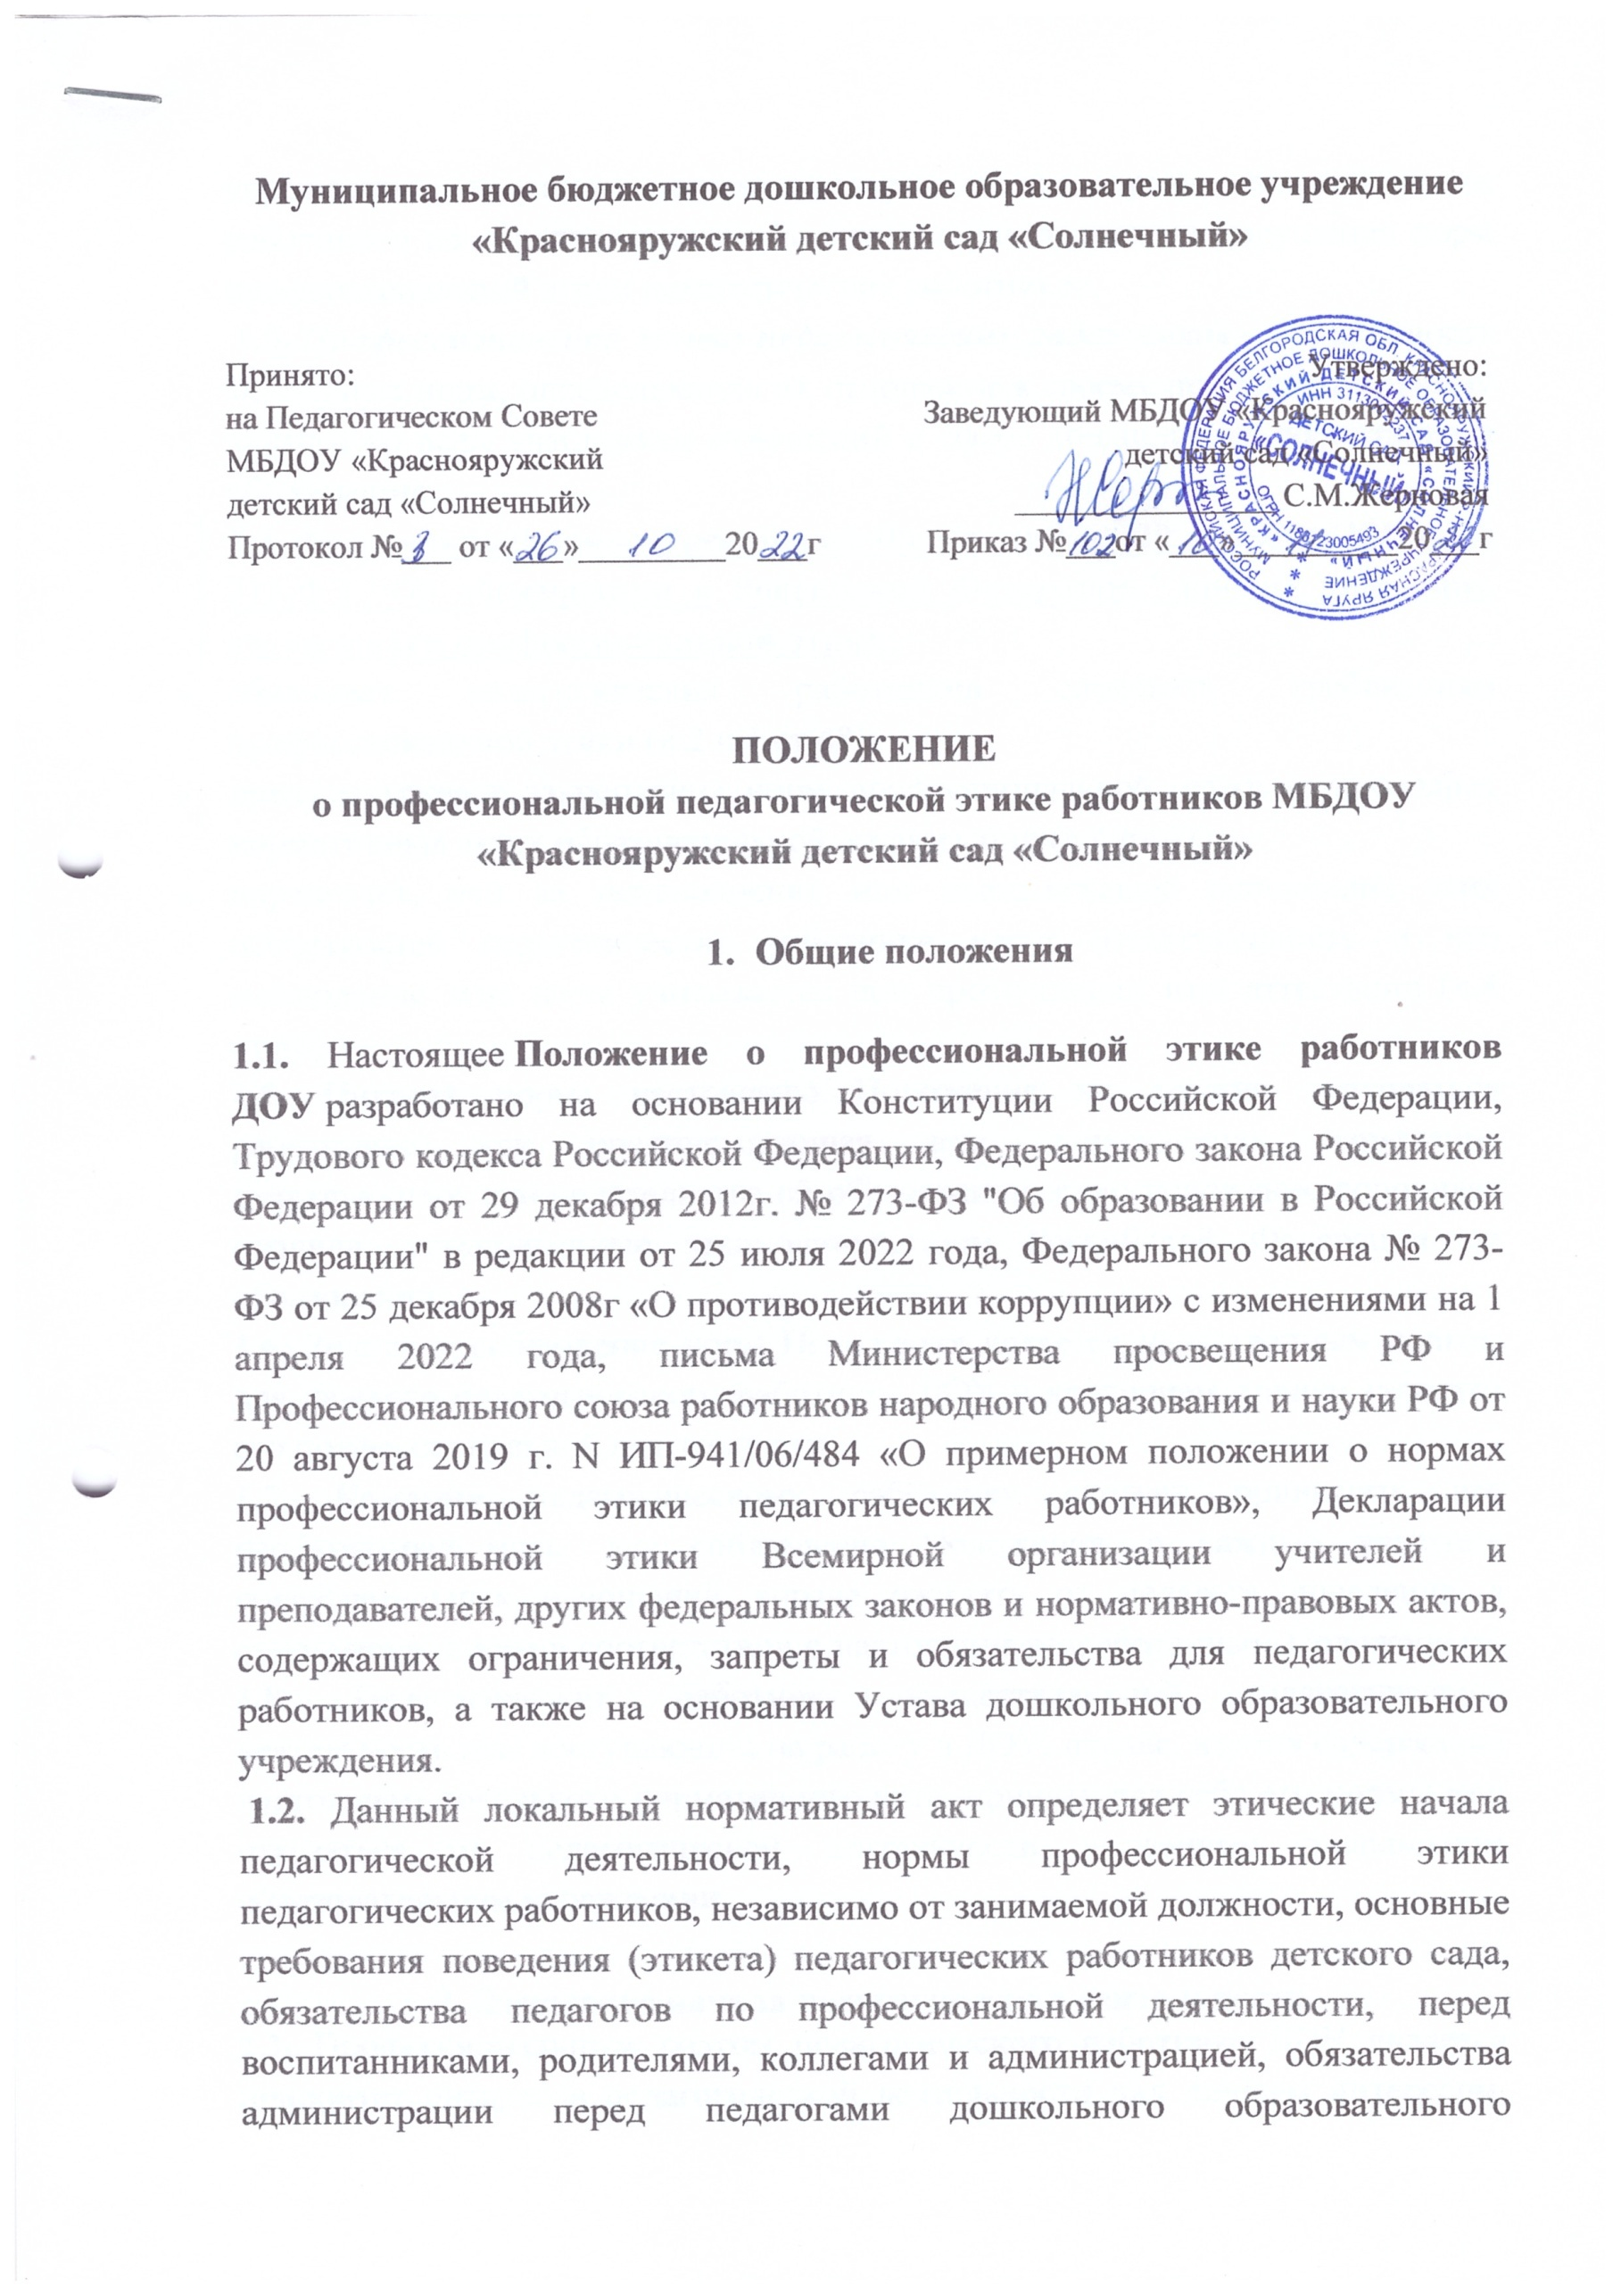 Муниципальное бюджетное дошкольное образовательное учреждение
«Краснояружский детский сад «Солнечный»
Принято:
на Педагогическом Совете
МБДОУ «Краснояружский
детский сад «Солнечный»
Протокол № 3 от «26» 10 2022г
Утверждено:
Заведующий МБДОУ «Краснояружский
детский сад «Солнечный»
С.М.Жерновая
Приказ № 102 от « » 20 г
ПОЛОЖЕНИЕ
о профессиональной педагогической этике работников МБДОУ
«Краснояружский детский сад «Солнечный»
1. Общие положения
1.1. Настоящее Положение о профессиональной этике работников
ДОУ разработано на основании Конституции Российской Федерации,
Трудового кодекса Российской Федерации, Федерального закона Российской
Федерации от 29 декабря 2012г. № 273-ФЗ "Об образовании в Российской
Федерации" в редакции от 25 июля 2022 года, Федерального закона № 273-
ФЗ от 25 декабря 2008г «О противодействии коррупции» с изменениями на 1
апреля 2022 года, письма Министерства просвещения РФ и
Профессионального союза работников народного образования и науки РФ от
20 августа 2019 г. N ИП-941/06/484 «О примерном положении о нормах
профессиональной этики педагогических работников», Декларации
профессиональной этики Всемирной организации учителей и
преподавателей, других федеральных законов и нормативно-правовых актов,
содержащих ограничения, запреты и обязательства для педагогических
работников, а также на основании Устава дошкольного образовательного
учреждения.
1.2. Данный локальный нормативный акт определяет этические начала
педагогической деятельности, нормы профессиональной этики
педагогических работников, независимо от занимаемой должности, основные
требования поведения (этикета) педагогических работников детского сада,
обязательства педагогов по профессиональной деятельности, перед
воспитанниками, родителями, коллегами и администрацией, обязательства
администрации перед педагогами дошкольного образовательного